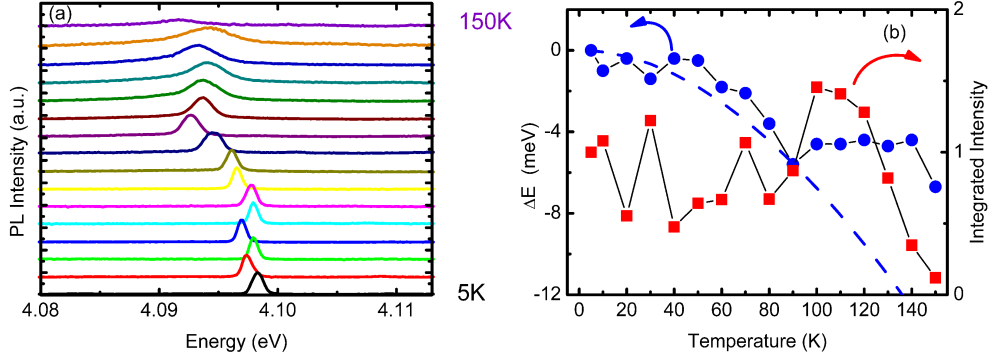 (a)
150K
5K
PL Intensity (a.u.)
4.08 4.09 4.10 4.11
Energy (eV)
(b)
0
-4
-8
-12
ΔE (meV)
2
1
0
Integrated Intensity
0 20 40 60 80 100 120 140
Temperature (K)